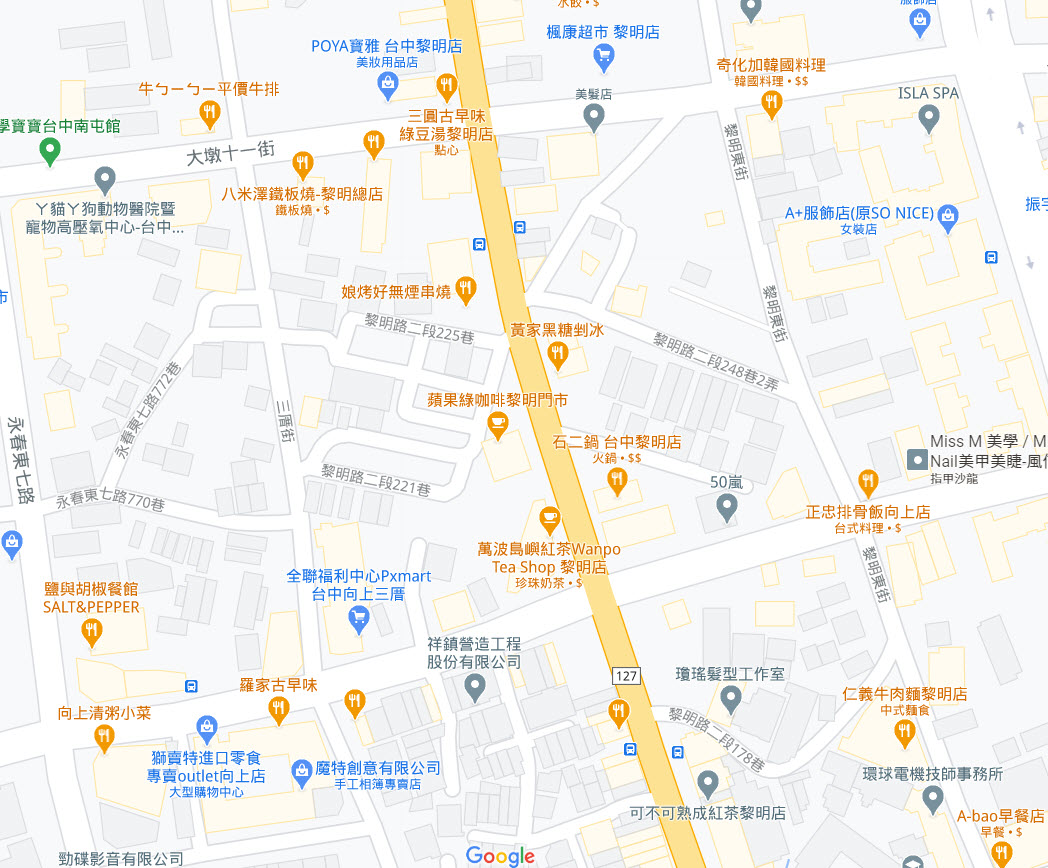 水餃 • $
服飾店
POYA寶雅 台中黎明店
美妝用品店
楓康超市 黎明店
奇化加韓國料理
韓國料理 • $$
牛ㄅㄧㄅㄧ平價牛排
美髮店
ISLA SPA
三圓古早味
綠豆湯黎明店
點心
學寶寶台中南屯館
大墩十一街
黎明東街
八米澤鐵板燒-黎明總店
鐵板燒 • $
ㄚ貓ㄚ狗動物醫院暨
寵物高壓氧中心-台中...
A+服飾店(原SO NICE)
女裝店
振宇
市
娘烤好無煙串燒
黎明東街
黎明路二段225巷
黃家黑糖剉冰
黎明路二段248巷2弄
永春東七路772巷
三厝街
蘋果綠咖啡黎明門市
永春東七路
石二鍋 台中黎明店
火鍋 • $$
Miss M 美學 / M
Nail美甲美睫-風
指甲沙龍
黎明路二段221巷
50嵐
永春東七路770巷
正忠排骨飯向上店
台式料理 • $
萬波島嶼紅茶Wanpo
Tea Shop 黎明店
珍珠奶茶 • $
黎明東街
全聯福利中心Pxmart
台中向上三厝
鹽與胡椒餐館
SALT&PEPPER
祥鎮營造工程
股份有限公司
127
瓊瑤髮型工作室
羅家古早味
仁義牛肉麵黎明店
中式麵食
向上清粥小菜
黎明路二段178巷
獅賣特進口零食
專賣outlet向上店
大型購物中心
魔特創意有限公司
手工相簿專賣店
環球電機技師事務所
可不可熟成紅茶黎明店
A-bao早餐店
早餐 • $
勁碟影音有限公司
Google